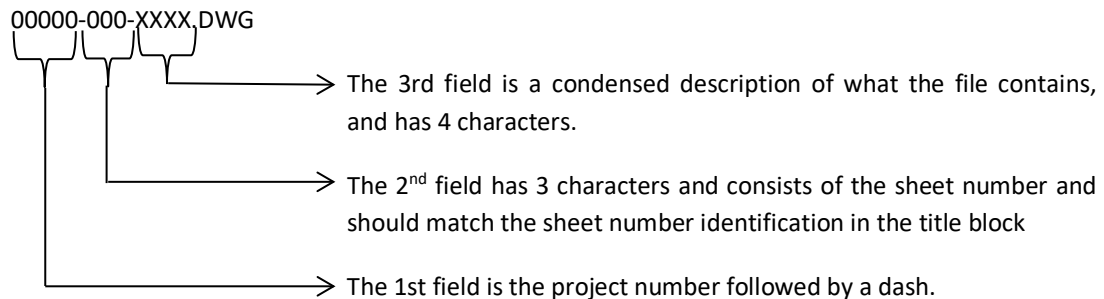 00000-000-XXXX.DWG
The 3rd field is a condensed description of what the file contains,
and has 4 characters.
The 2nd field has 3 characters and consists of the sheet number and
should match the sheet number identification in the title block
The 1st field is the project number followed by a dash.